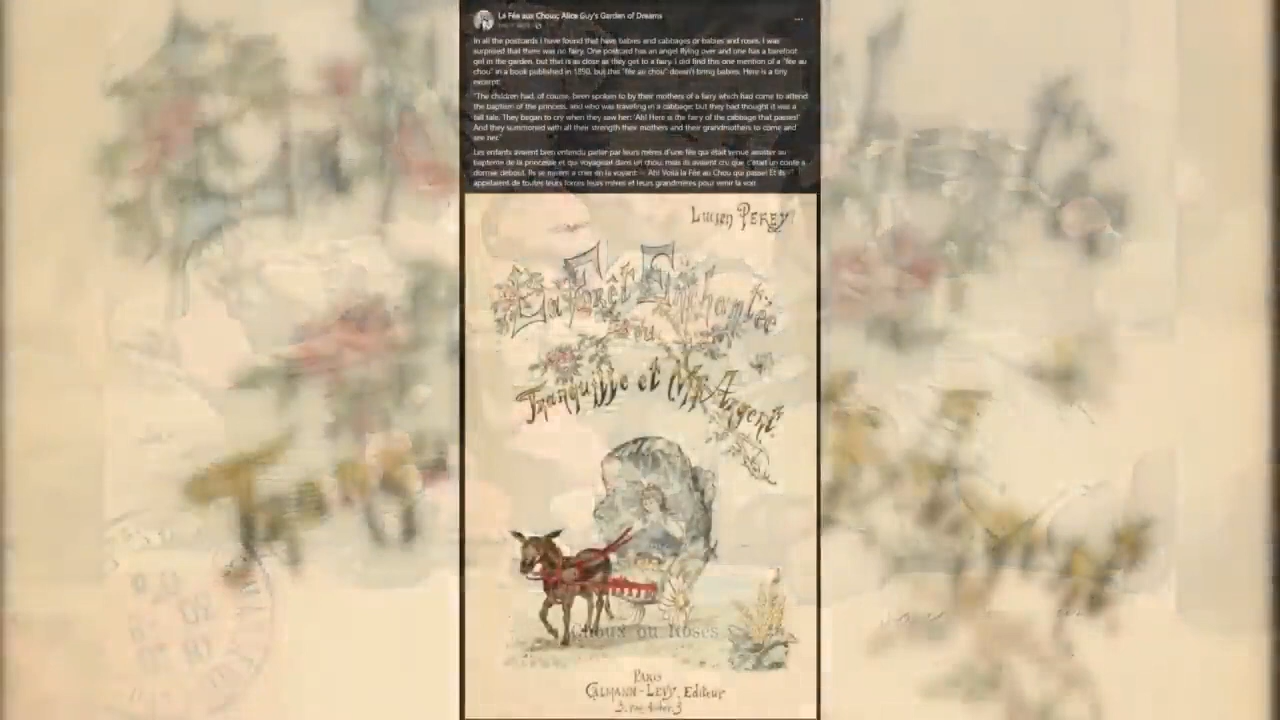 La Fée aux Choux; Alice Guy's Garden of Dreams
In all the postcards I have found that have babies and cabbages or babies and roses, I was
surprised that there was no fairy. One postcard has an angel flying over and one has a barefoot
girl in the garden, but that is as close as they get to a fairy. I did find this one mention of a "fée au
chou" in a book published in 1890, but this "fée au chou" doesn't bring babies. Here is a tiny
excerpt:
"The children had, of course, been spoken to by their mothers of a fairy which had come to attend
the baptism of the princess, and who was traveling in a cabbage; but they had thought it was a
tall tale. They began to cry when they saw her: 'Ah! Here is the fairy of the cabbage that passes!'
And they summoned with all their strength their mothers and their grandmothers to come and
see her."
Les enfants avaient bien entendu parler par leurs mères d'une fée qui était venue assister au
baptême de la princesse et qui voyageait dans un chou, mais ils avaient cru que c'était un conte à
dormir debout. Ils se mirent à crier en la voyant: — Ah! Voilà la Fée au Chou qui passe! Et ils
appelaient de toutes leurs forces leurs mères et leurs grandmères pour venir la voir.
Lucien PEREY
La Forêt Enchantée
ou
Tranquille et Vif Argent
Choux ou Roses
PARIS
CALMANN-LEVY, Editeur
3, rue Auber, 3